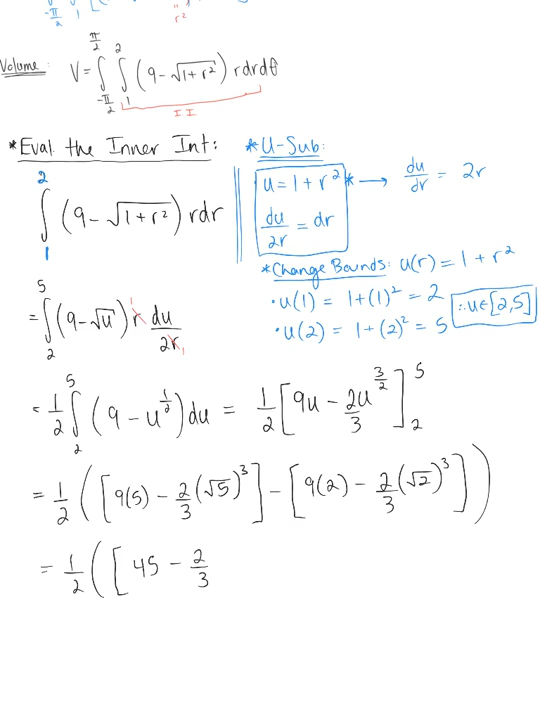 -π/2 1
r²
Volume: V = ∫_{-π/2}^{π/2} ∫_1^2 (9 - √(1+r²)) r dr dθ
I.I
*Eval. the Inner Int:
∫_1^2 (9 - √(1+r²)) r dr
*U-Sub:
u = 1 + r² * → du/dr = 2r
du/2r = dr
*Change Bounds: u(r) = 1 + r²
• u(1) = 1+(1)² = 2
• u(2) = 1+(2)² = 5
∴ u ∈ [2,5]
= ∫_2^5 (9 - √u) r du/2r
= 1/2 ∫_2^5 (9 - u^{1/2}) du = 1/2 [9u - 2u^{3/2}/3]_2^5
= 1/2 ([9(5) - 2/3 (√5)³] - [9(2) - 2/3 (√2)³])
= 1/2 ([45 - 2/3